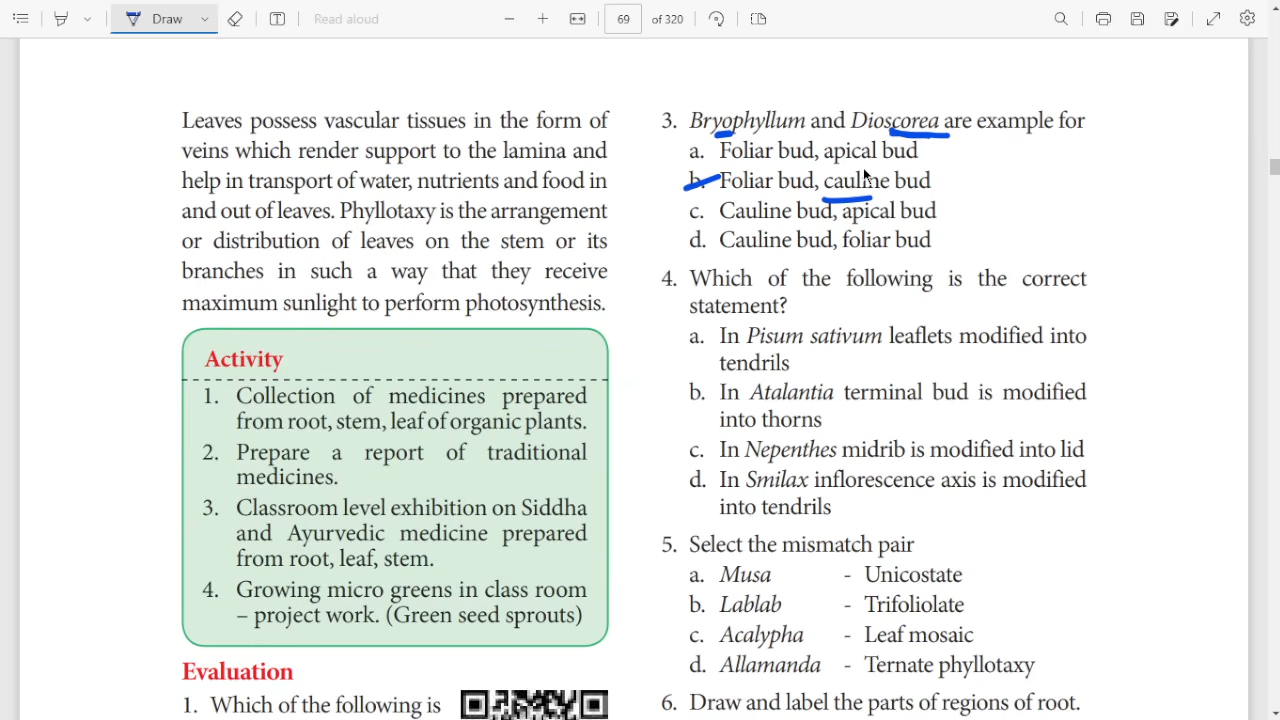 Draw
Read aloud
69 of 320
Leaves possess vascular tissues in the form of
veins which render support to the lamina and
help in transport of water, nutrients and food in
and out of leaves. Phyllotaxy is the arrangement
or distribution of leaves on the stem or its
branches in such a way that they receive
maximum sunlight to perform photosynthesis.
Activity
1. Collection of medicines prepared
from root, stem, leaf of organic plants.
2. Prepare a report of traditional
medicines.
3. Classroom level exhibition on Siddha
and Ayurvedic medicine prepared
from root, leaf, stem.
4. Growing micro greens in class room
– project work. (Green seed sprouts)
Evaluation
1. Which of the following is
3. Bryophyllum and Dioscorea are example for
a. Foliar bud, apical bud
b. Foliar bud, cauline bud
c. Cauline bud, apical bud
d. Cauline bud, foliar bud
4. Which of the following is the correct
statement?
a. In Pisum sativum leaflets modified into
tendrils
b. In Atalantia terminal bud is modified
into thorns
c. In Nepenthes midrib is modified into lid
d. In Smilax inflorescence axis is modified
into tendrils
5. Select the mismatch pair
a. Musa - Unicostate
b. Lablab - Trifoliolate
c. Acalypha - Leaf mosaic
d. Allamanda - Ternate phyllotaxy
6. Draw and label the parts of regions of root.